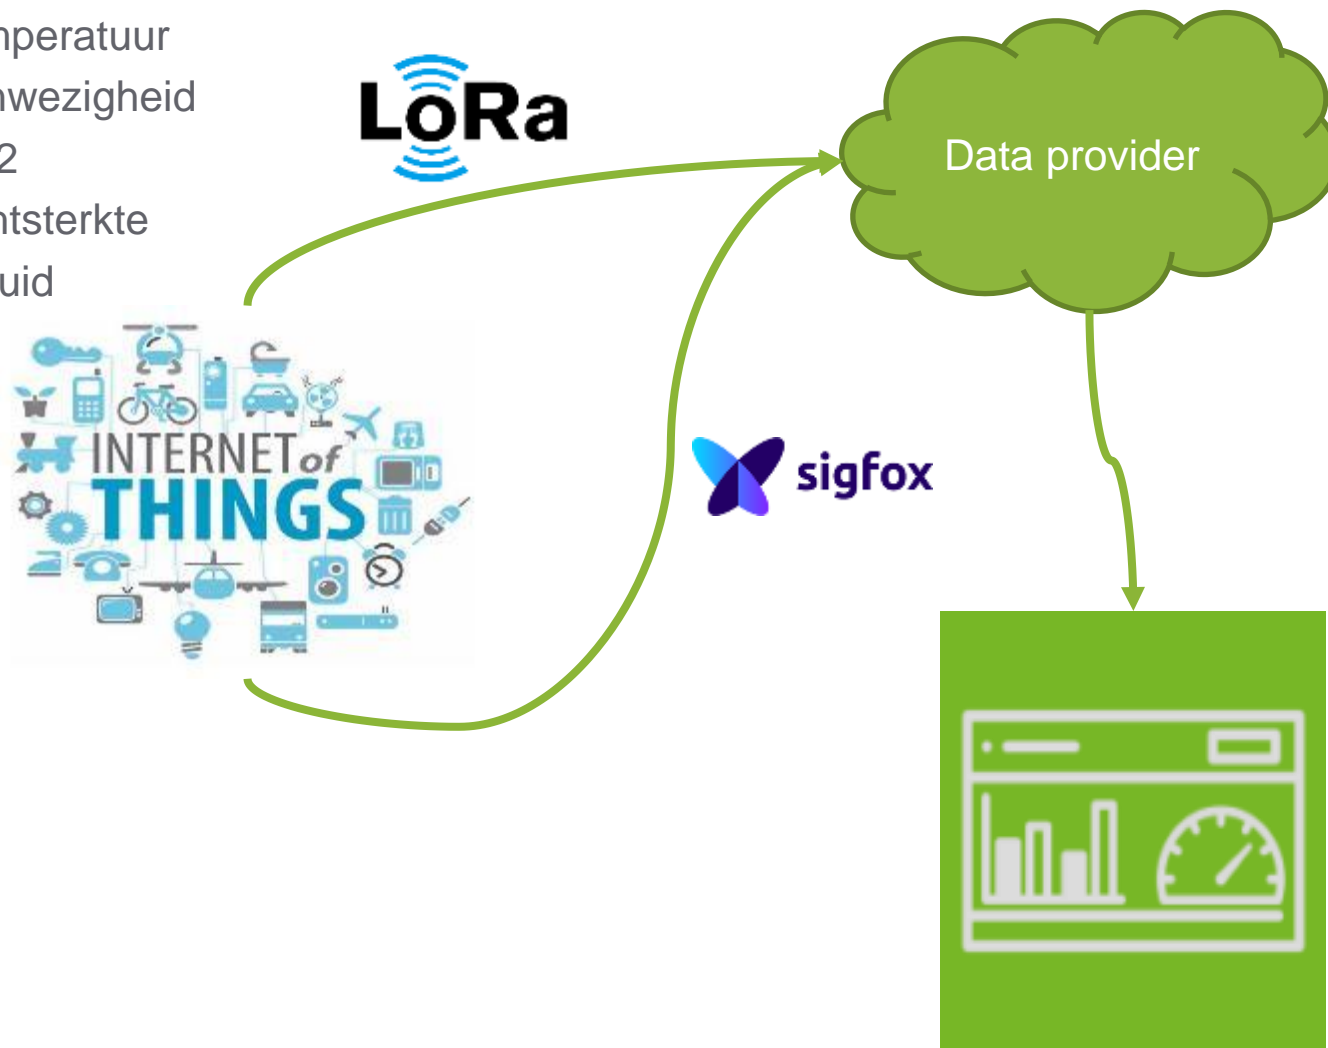 nperatuur
nwezigheid
2
ntsterkte
uid
LoRa
Data provider
INTERNET of
THINGS
sigfox